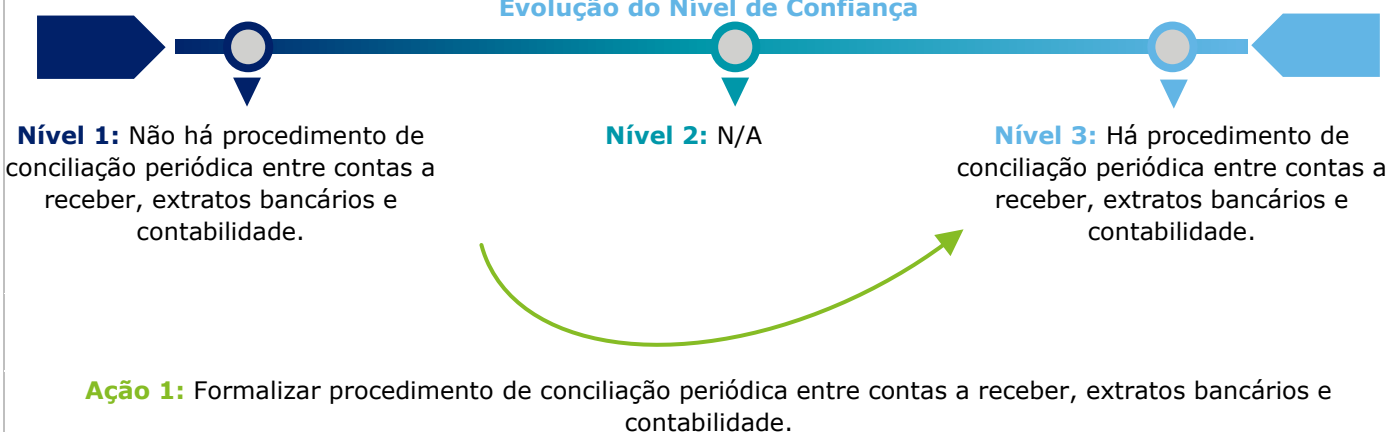 Evolução do Nível de Confiança
Nível 1: Não há procedimento de
conciliação periódica entre contas a
receber, extratos bancários e
contabilidade.
Nível 2: N/A
Nível 3: Há procedimento de
conciliação periódica entre contas a
receber, extratos bancários e
contabilidade.
Ação 1: Formalizar procedimento de conciliação periódica entre contas a receber, extratos bancários e
contabilidade.